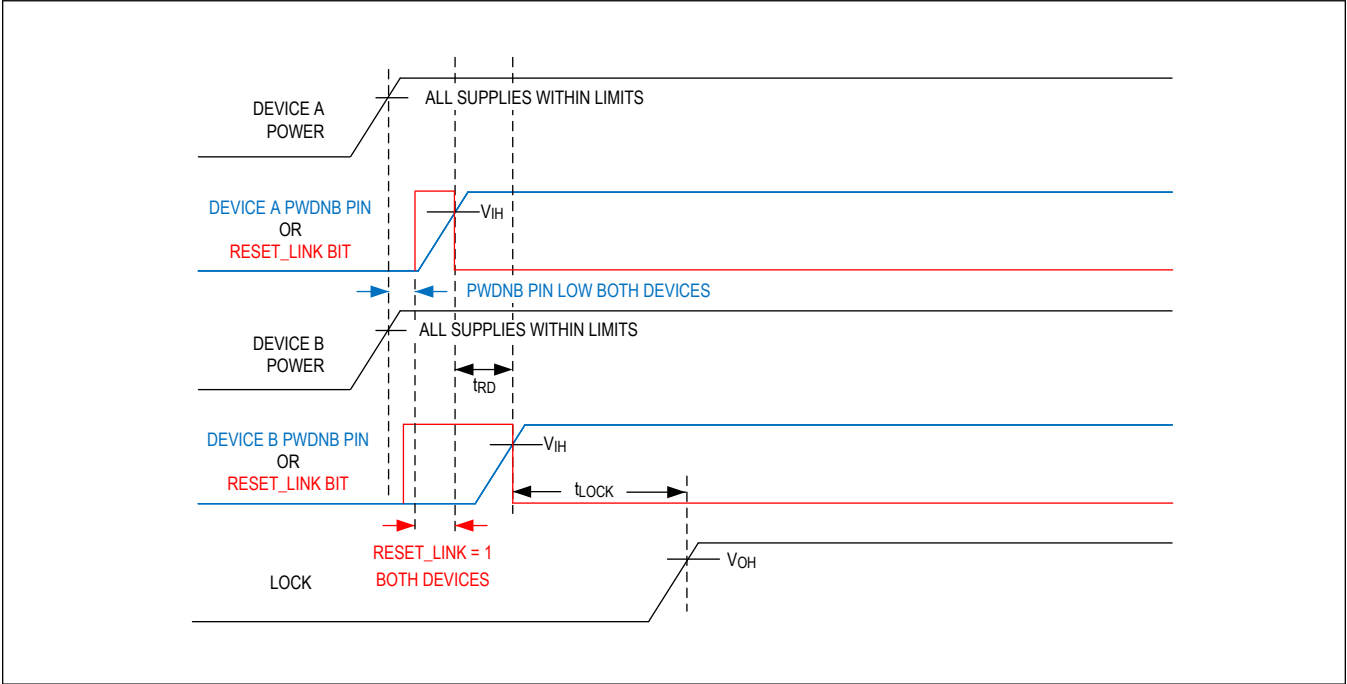 DEVICE A
POWER
ALL SUPPLIES WITHIN LIMITS
DEVICE A PWDNB PIN
OR
RESET_LINK BIT
VIH
PWDNB PIN LOW BOTH DEVICES
DEVICE B
POWER
ALL SUPPLIES WITHIN LIMITS
tRD
DEVICE B PWDNB PIN
OR
RESET_LINK BIT
VIH
tLOCK
RESET_LINK = 1
BOTH DEVICES
LOCK
VOH